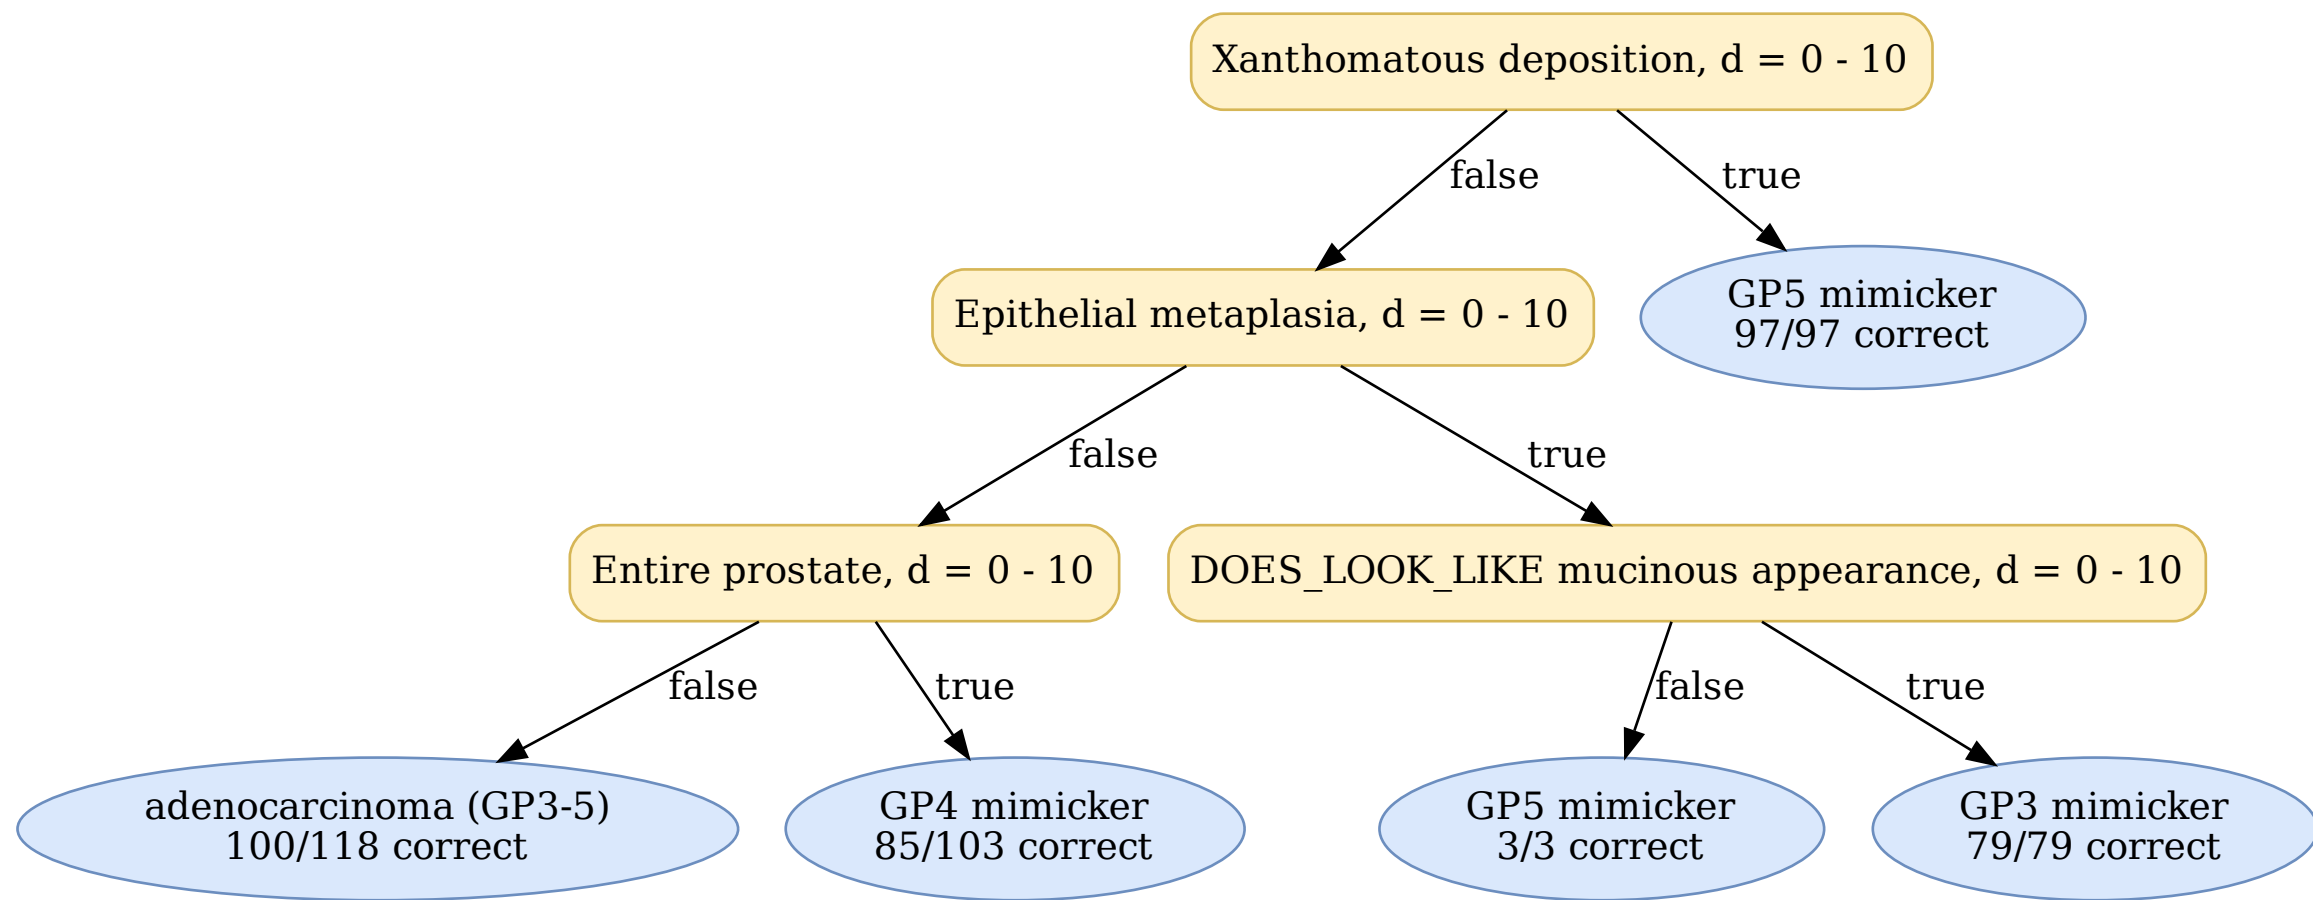 Xanthomatous deposition, d = 0 - 10
false
true
Epithelial metaplasia, d = 0 - 10
GP5 mimicker
97/97 correct
false
true
Entire prostate, d = 0 - 10
DOES_LOOK_LIKE mucinous appearance, d = 0 - 10
false
true
false
true
adenocarcinoma (GP3-5)
100/118 correct
GP4 mimicker
85/103 correct
GP5 mimicker
3/3 correct
GP3 mimicker
79/79 correct